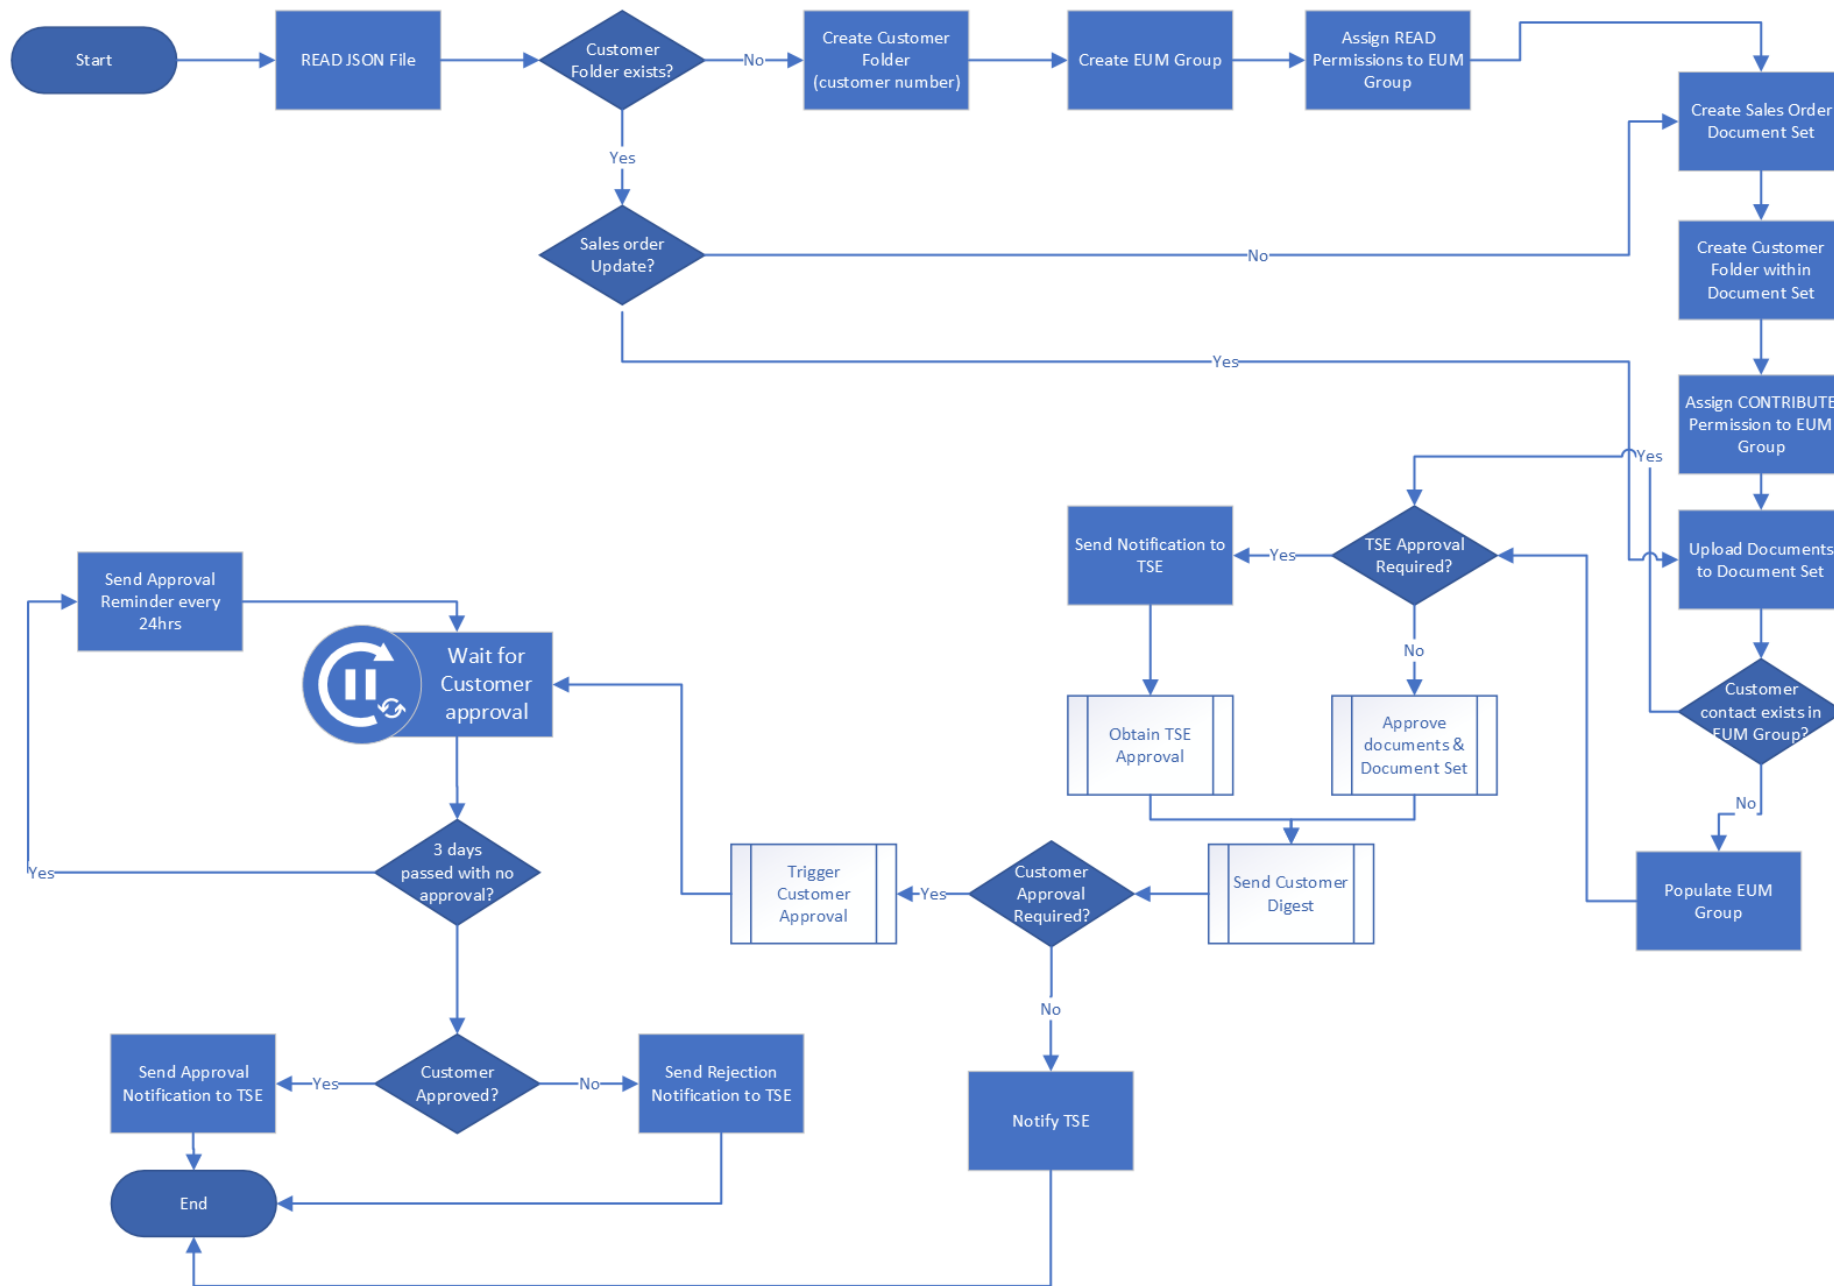 Start
READ JSON File
Customer
Folder exists?
No
Create Customer
Folder
(customer number)
Create EUM Group
Assign READ
Permissions to EUM
Group
Create Sales Order
Document Set
Yes
Sales order
Update?
No
Create Customer
Folder within
Document Set
Yes
Assign CONTRIBUTE
Permission to EUM
Group
Yes
Send Notification to
TSE
Yes
TSE Approval
Required?
Upload Documents
to Document Set
Send Approval
Reminder every
24hrs
Wait for
Customer
approval
No
Obtain TSE
Approval
Approve
documents &
Document Set
Customer
contact exists in
EUM Group?
No
3 days
passed with no
approval?
Yes
Trigger
Customer
Approval
Yes
Customer
Approval
Required?
Send Customer
Digest
Populate EUM
Group
No
Send Approval
Notification to TSE
Yes
Customer
Approved?
No
Send Rejection
Notification to TSE
Notify TSE
End